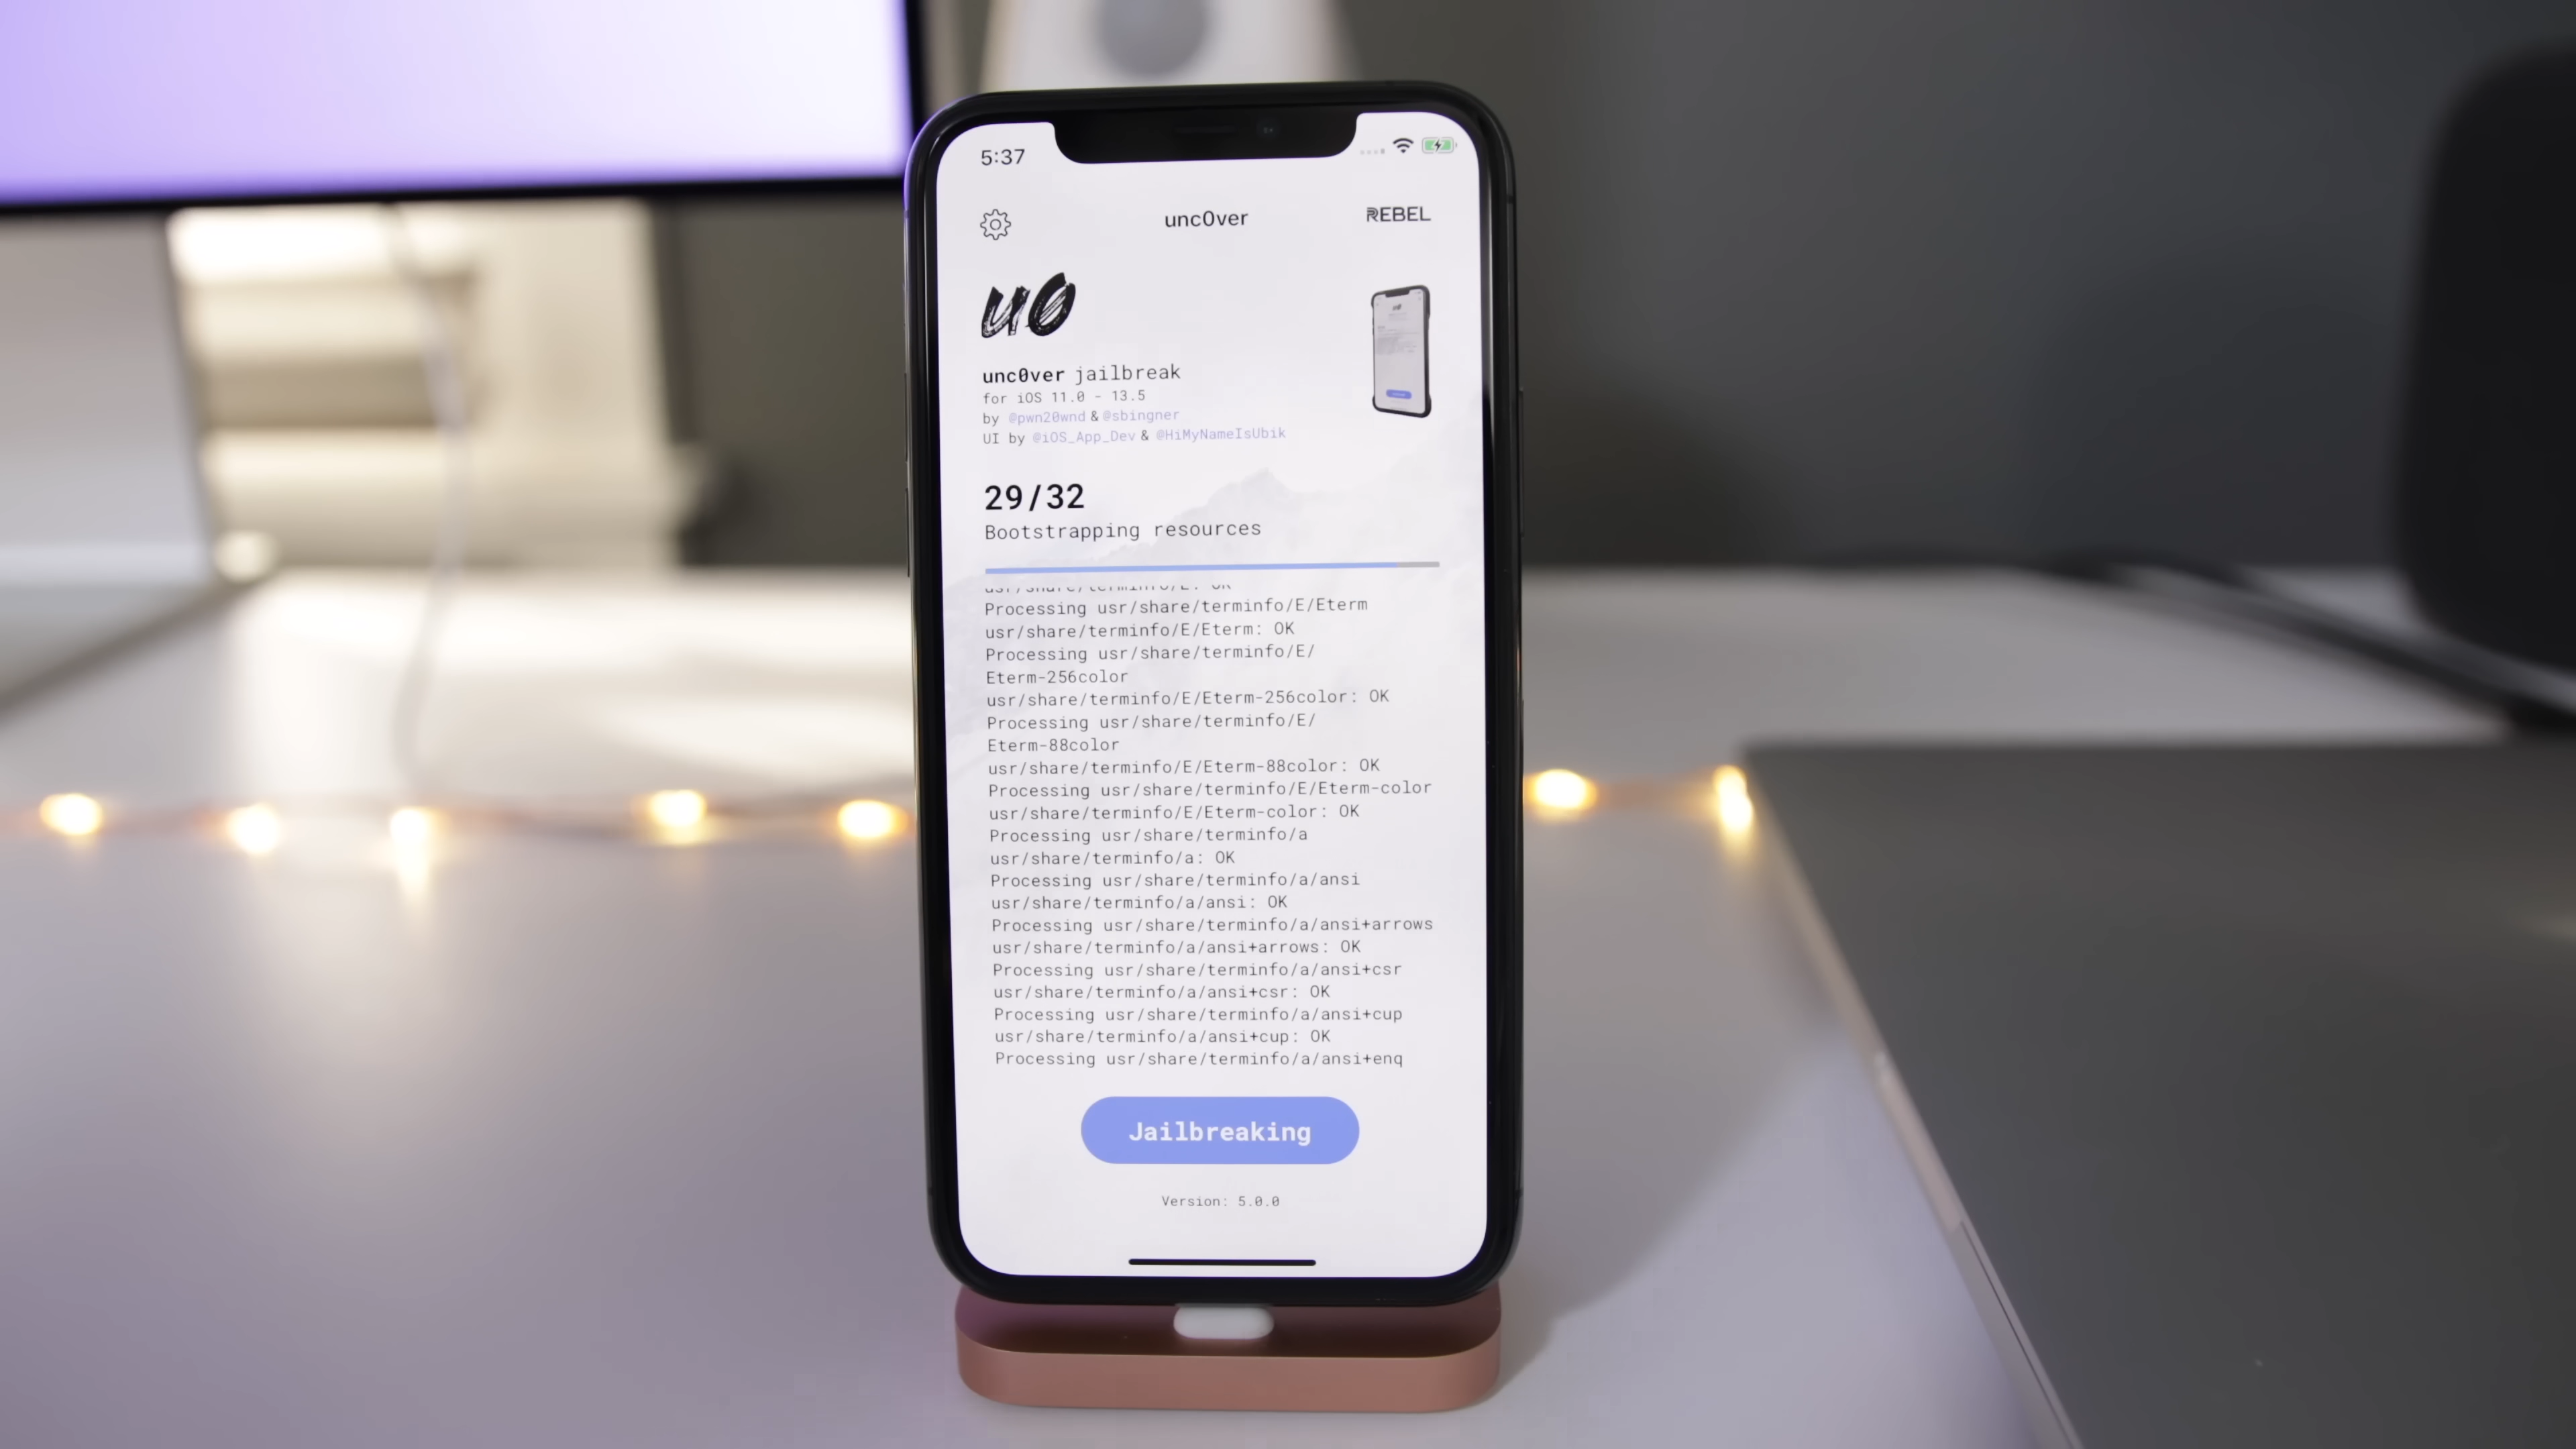 5:37
unc0ver
REBEL
u0
unc0ver jailbreak
for iOS 11.0 - 13.5
by @pwn20wnd & @sbingner
UI by @iOS_App_Dev & @HiMyNameIsUbik
29/32
Bootstrapping resources
usr/share/terminfo/E: OK
Processing usr/share/terminfo/E/Eterm
usr/share/terminfo/E/Eterm: OK
Processing usr/share/terminfo/E/
Eterm-256color
usr/share/terminfo/E/Eterm-256color: OK
Processing usr/share/terminfo/E/
Eterm-88color
usr/share/terminfo/E/Eterm-88color: OK
Processing usr/share/terminfo/E/Eterm-color
usr/share/terminfo/E/Eterm-color: OK
Processing usr/share/terminfo/a
usr/share/terminfo/a: OK
Processing usr/share/terminfo/a/ansi
usr/share/terminfo/a/ansi: OK
Processing usr/share/terminfo/a/ansi+arrows
usr/share/terminfo/a/ansi+arrows: OK
Processing usr/share/terminfo/a/ansi+csr
usr/share/terminfo/a/ansi+csr: OK
Processing usr/share/terminfo/a/ansi+cup
usr/share/terminfo/a/ansi+cup: OK
Processing usr/share/terminfo/a/ansi+enq
Jailbreaking
Version: 5.0.0